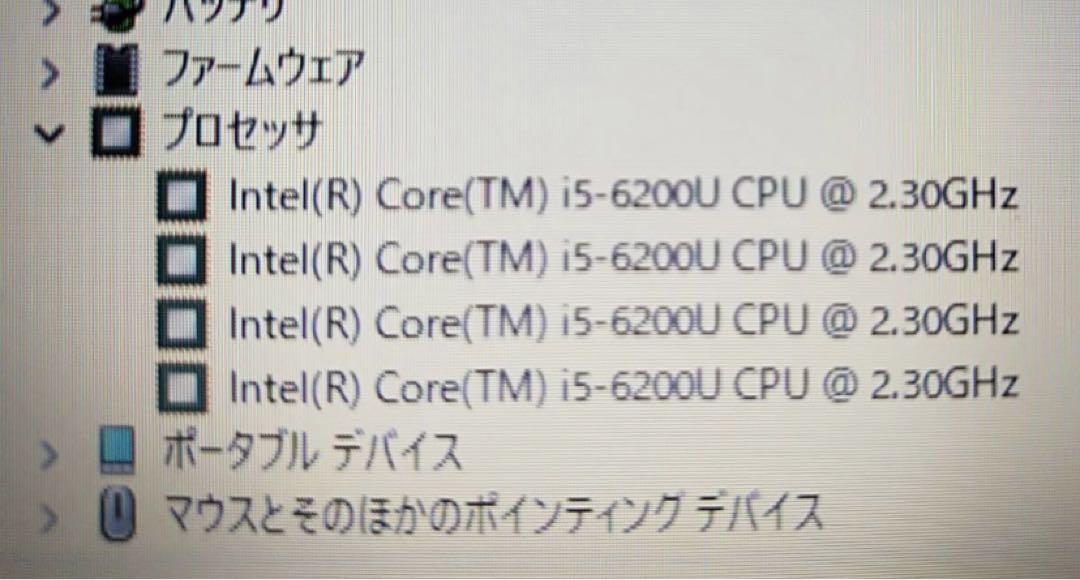 バッテリ
ファームウェア
プロセッサ
Intel(R) Core(TM) i5-6200U CPU @ 2.30GHz
Intel(R) Core(TM) i5-6200U CPU @ 2.30GHz
Intel(R) Core(TM) i5-6200U CPU @ 2.30GHz
Intel(R) Core(TM) i5-6200U CPU @ 2.30GHz
ポータブル デバイス
マウスとそのほかのポインティング デバイス